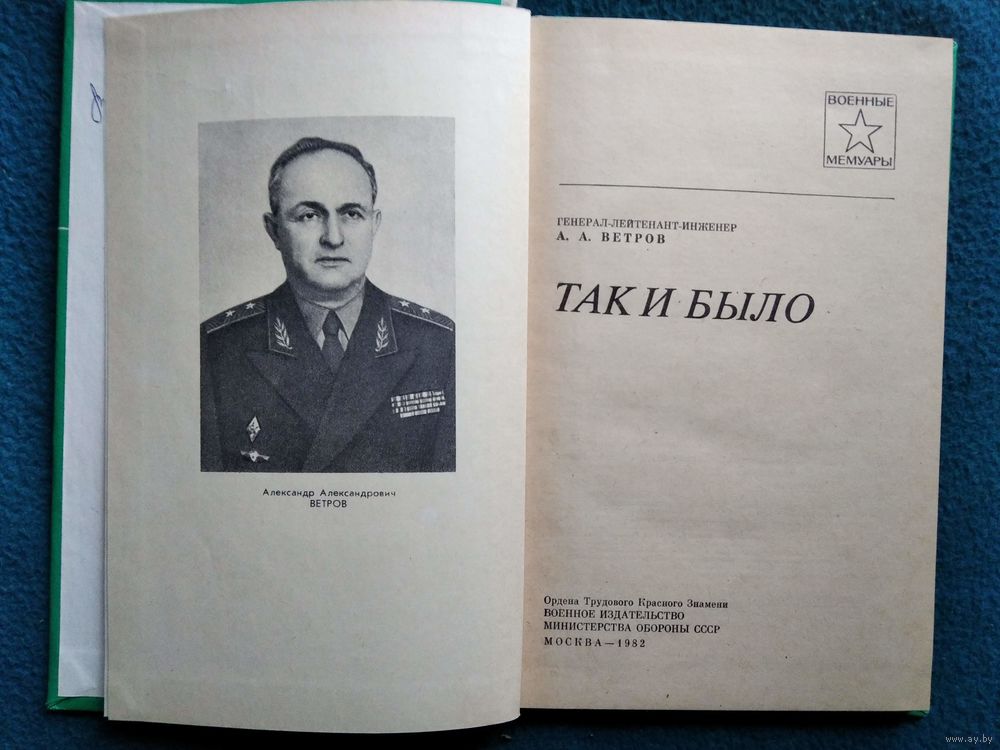 Александр Александрович
ВЕТРОВ
ВОЕННЫЕ
МЕМУАРЫ
ГЕНЕРАЛ-ЛЕЙТЕНАНТ-ИНЖЕНЕР
А. А. ВЕТРОВ
ТАК И БЫЛО
Ордена Трудового Красного Знамени
ВОЕННОЕ ИЗДАТЕЛЬСТВО
МИНИСТЕРСТВА ОБОРОНЫ СССР
МОСКВА—1982
www.ay.by